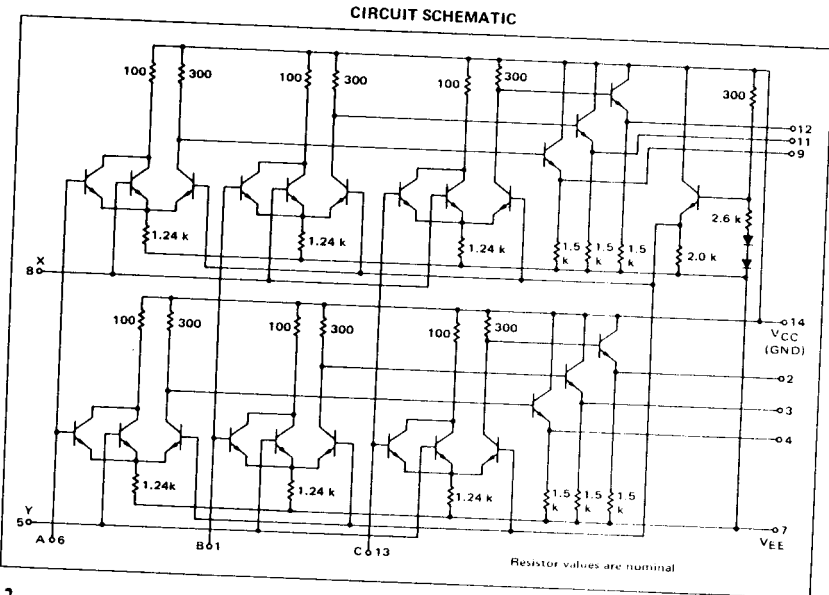 CIRCUIT SCHEMATIC
100 300 100 300 100 300 300
12
11
9
1.24 k 1.24 k 1.24 k 1.5 k 1.5 k 1.5 k 2.0 k 2.6 k
X
8
100 300 100 300 100 300
14
VCC
(GND)
2
3
4
1.24k 1.24 k 1.24 k 1.5 k 1.5 k 1.5 k
Y
5
7
VEE
A 6 B 1 C 13
Resistor values are nominal
2